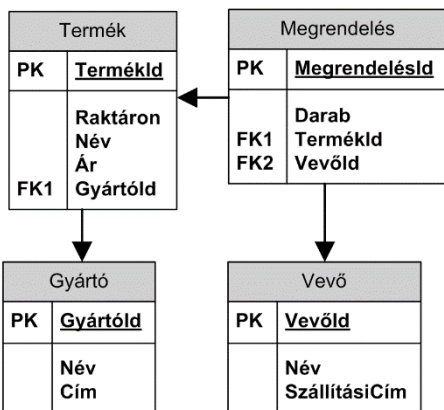 Termék
PK TermékId
Raktáron
Név
Ár
FK1 GyártóId
Megrendelés
PK MegrendelésId
Darab
FK1 TermékId
FK2 VevőId
Gyártó
PK GyártóId
Név
Cím
Vevő
PK VevőId
Név
SzállításiCím